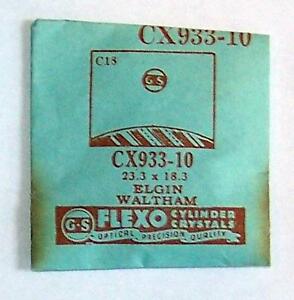 CX933-10
C18
G-S
CX933-10
23.3 x 18.3
ELGIN
WALTHAM
G-S FLEXO CYLINDER CRYSTALS
OPTICAL PRECISION QUALITY